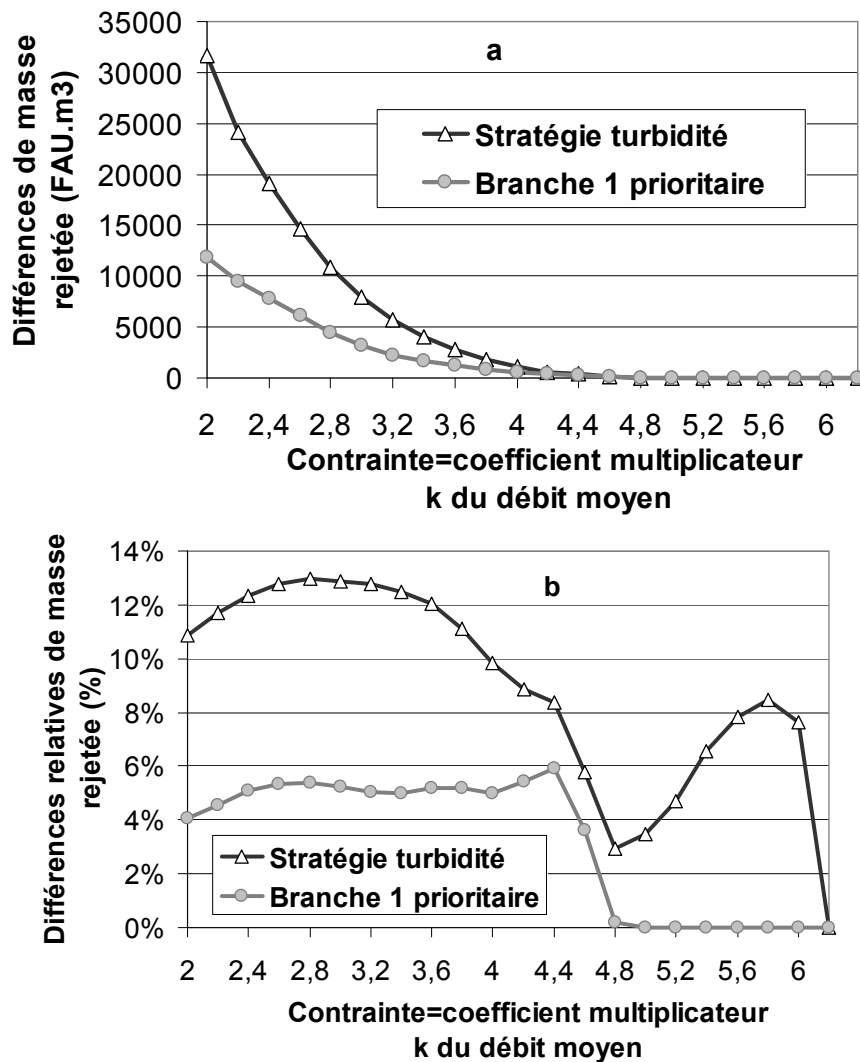 a
35000
30000
25000
20000
15000
10000
5000
0
Différences de masse
rejetée (FAU.m3)
Stratégie turbidité
Branche 1 prioritaire
2 2,4 2,8 3,2 3,6 4 4,4 4,8 5,2 5,6 6
Contrainte=coefficient multiplicateur
k du débit moyen
b
14%
12%
10%
8%
6%
4%
2%
0%
Différences relatives de masse
rejetée (%)
Stratégie turbidité
Branche 1 prioritaire
2 2,4 2,8 3,2 3,6 4 4,4 4,8 5,2 5,6 6
Contrainte=coefficient multiplicateur
k du débit moyen